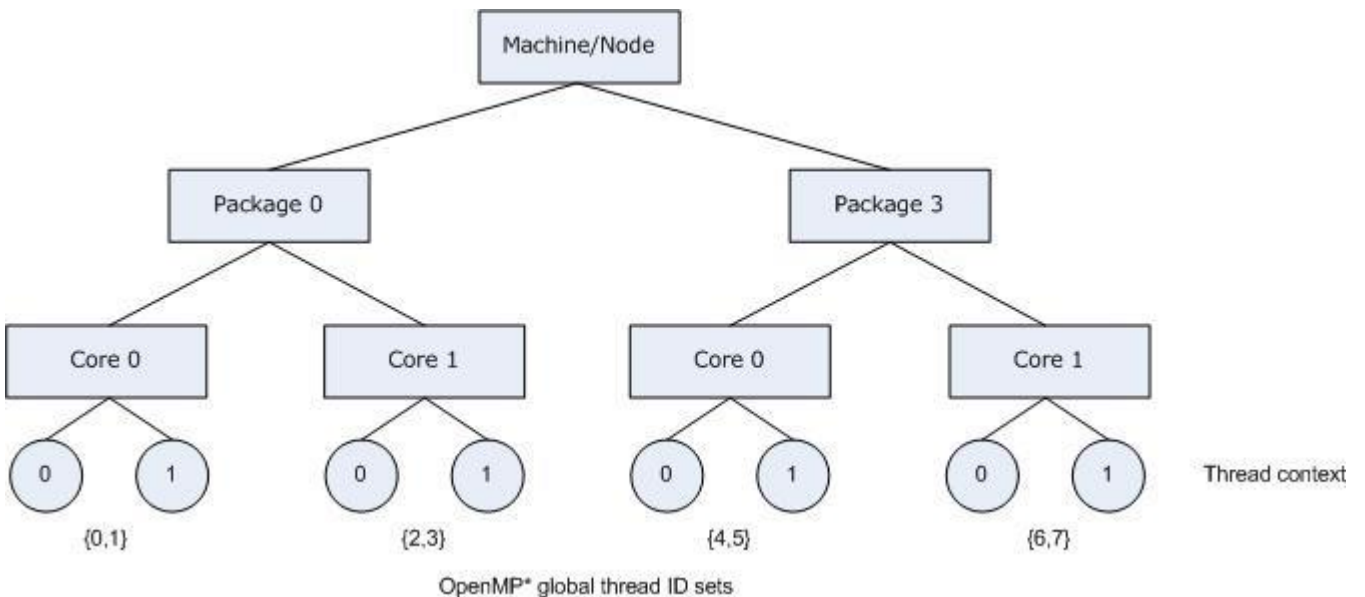 Machine/Node
Package 0
Package 3
Core 0
Core 1
Core 0
Core 1
0
1
0
1
0
1
0
1
Thread context
{0,1}
{2,3}
{4,5}
{6,7}
OpenMP* global thread ID sets